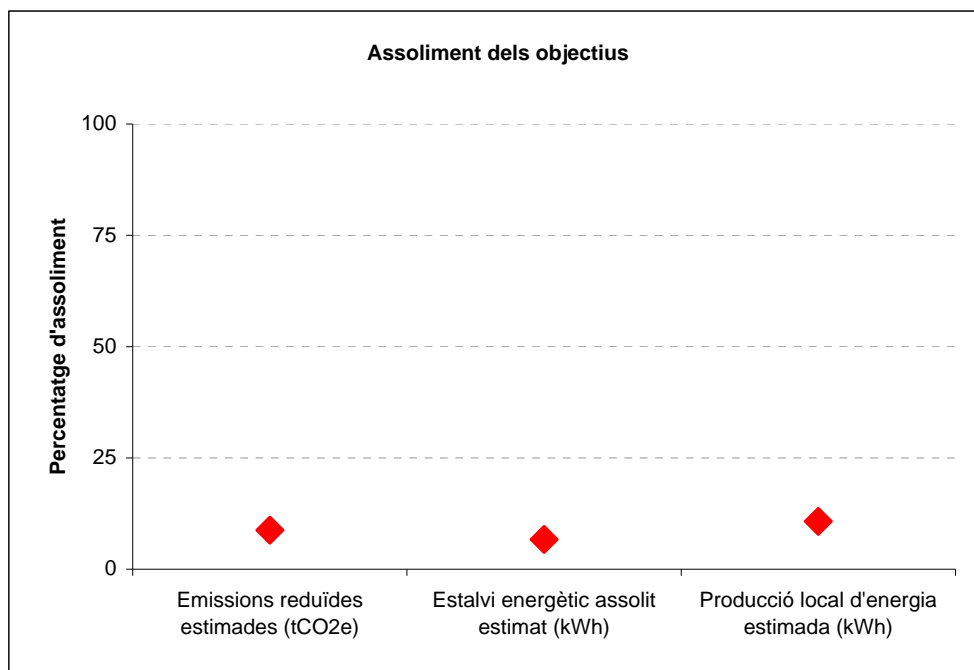 Assoliment dels objectius
Percentatge d'assoliment
100
75
50
25
0
Emissions reduïdes
estimades (tCO2e)
Estalvi energètic assolit
estimat (kWh)
Producció local d'energia
estimada (kWh)